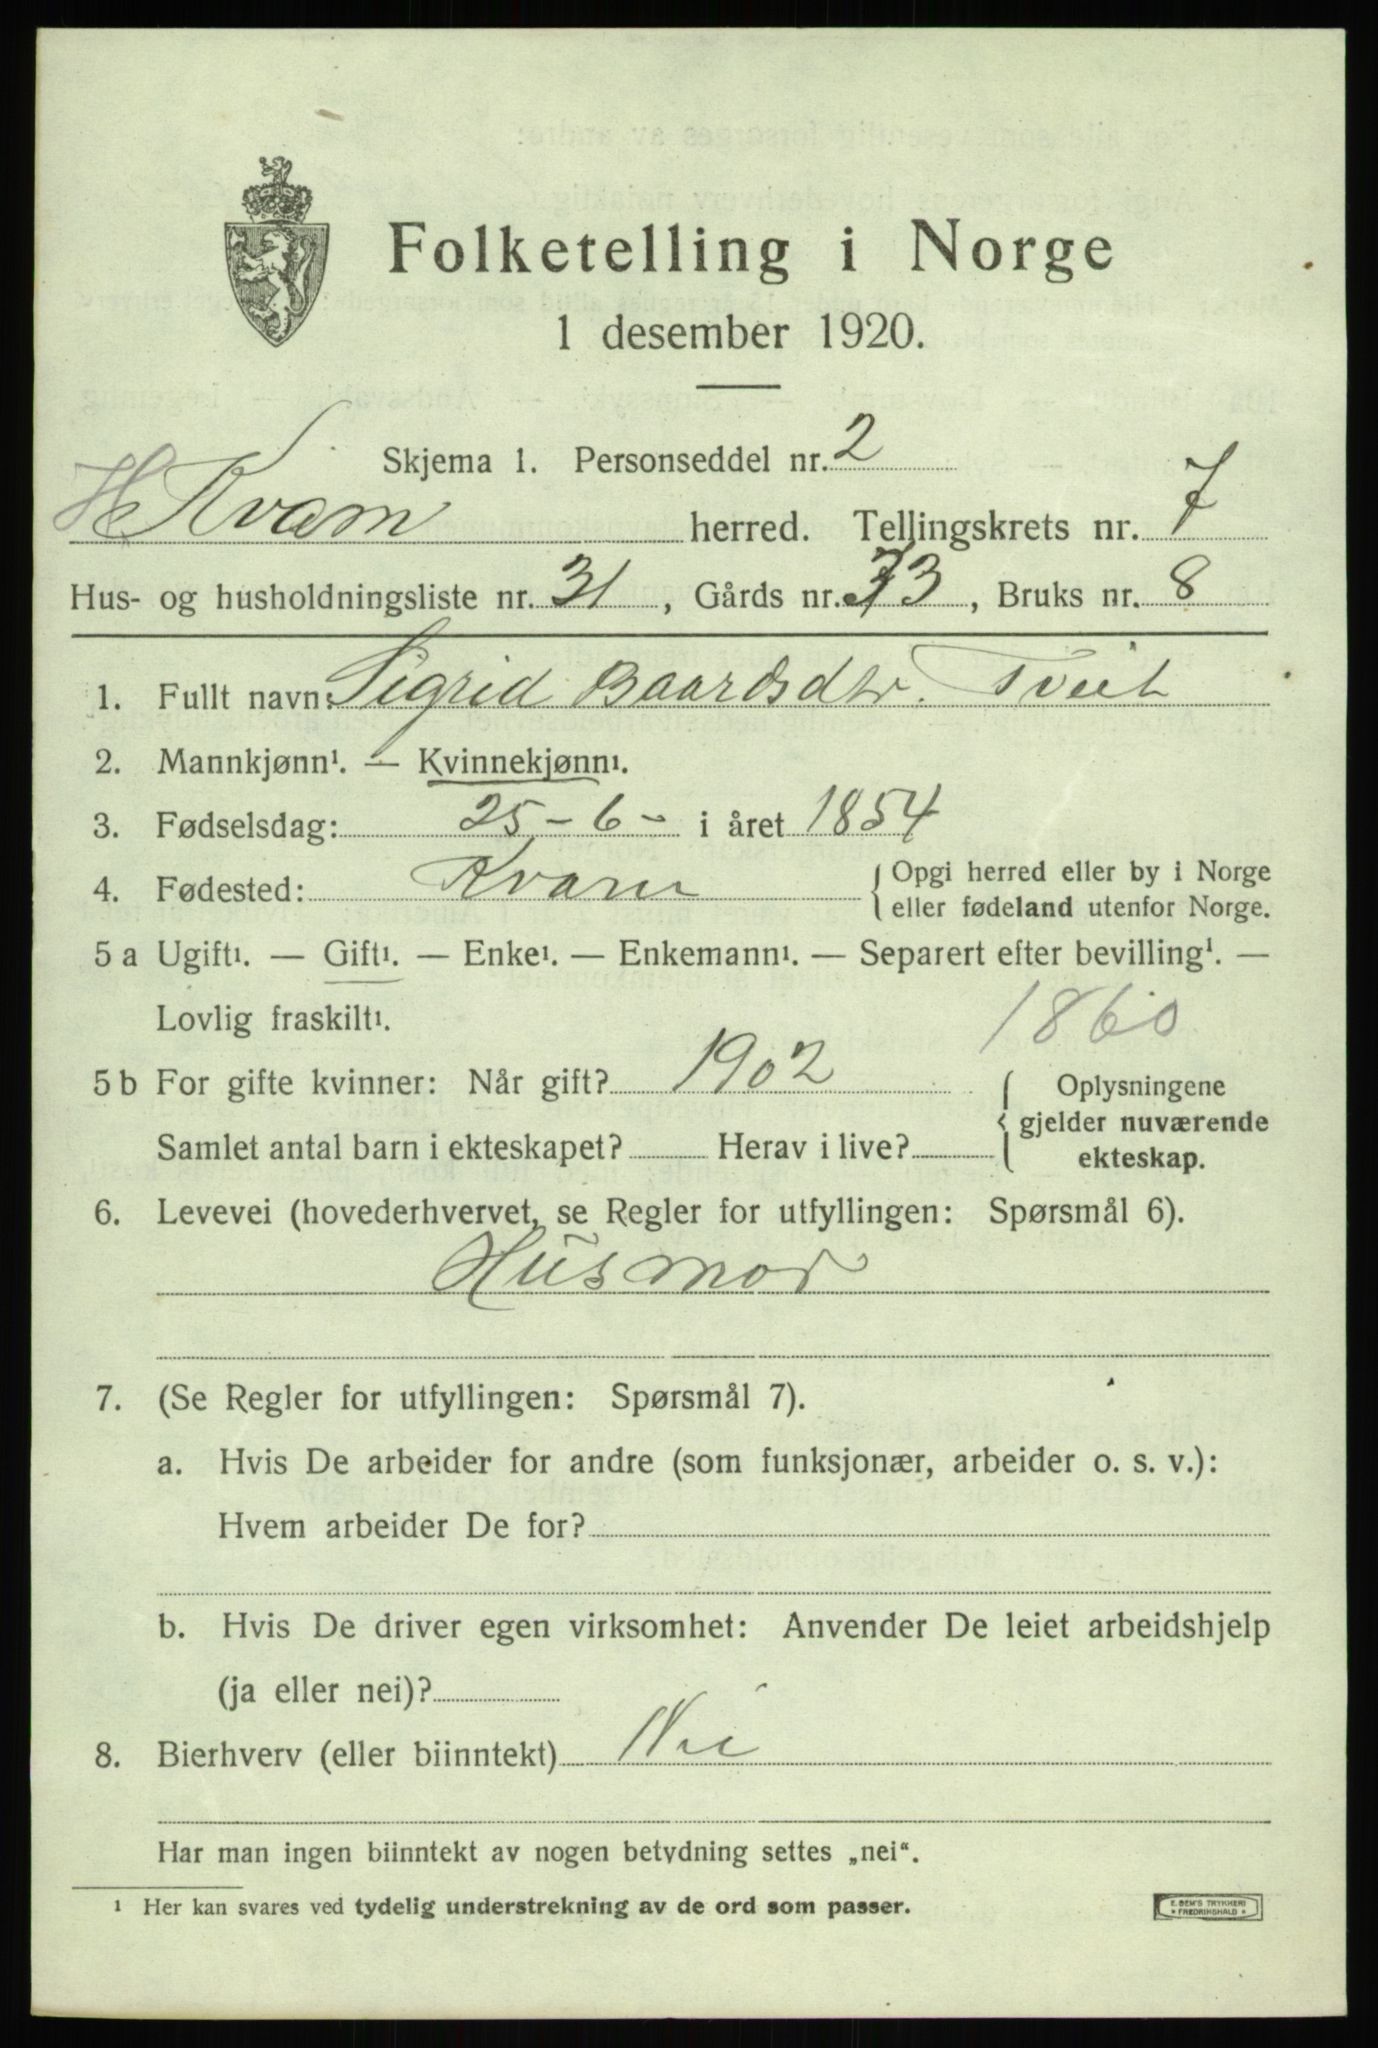 Folketelling i Norge
1 desember 1920.
Skjema 1. Personseddel nr. 2
H Kvam herred. Tellingskrets nr. 7
Hus- og husholdningsliste nr. 31, Gårds nr. 73, Bruks nr. 8
1. Fullt navn: Sigrid Baardsdtr. Tveit
2. Mannkjønn¹. — Kvinnekjønn¹.
3. Fødselsdag: 25 - 6 - i året 1854
4. Fødested: Kvam { Opgi herred eller by i Norge
eller fødeland utenfor Norge.
5 a Ugift¹. — Gift¹. — Enke¹. — Enkemann¹. — Separert efter bevilling¹. —
Lovlig fraskilt¹.
1860
5 b For gifte kvinner: Når gift? 1902 { Oplysningene
gjelder nuværende
ekteskap.
Samlet antal barn i ekteskapet? Herav i live?
6. Levevei (hovederhvervet, se Regler for utfyllingen: Spørsmål 6).
Husmor
7. (Se Regler for utfyllingen: Spørsmål 7).
a. Hvis De arbeider for andre (som funksjonær, arbeider o. s. v.):
Hvem arbeider De for?
b. Hvis De driver egen virksomhet: Anvender De leiet arbeidshjelp
(ja eller nei)?
8. Bierhverv (eller biinntekt) Nei
Har man ingen biinntekt av nogen betydning settes „nei“.
¹ Her kan svares ved tydelig understrekning av de ord som passer.
E. SEM'S TRYKKERI
* FREDRIKSHALD *